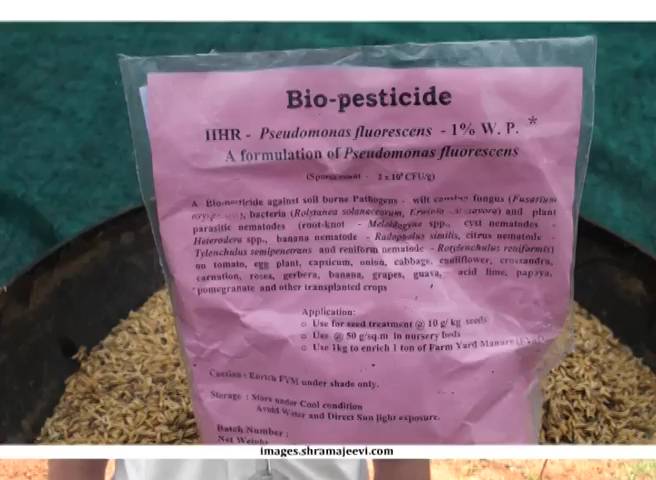 Bio-pesticide
IIHR - Pseudomonas fluorescens - 1% W. P. *
A formulation of Pseudomonas fluorescens
(Spores count - 1 x 10⁸ CFU/g)
A Bio-pesticide against soil borne Pathogens - wilt causing fungus (Fusarium
bacteria (Rolstanea solanacearum, Erwinia and plant
parasitic nematodes (root-knot - Meloidogyne spp., cyst nematodes -
Heterodera spp., banana nematode - Radopholus similis, citrus nematode -
Tylenchulus semipenetrans and reniform nematode - Rotylenchulus reniformis)
on tomato, egg plant, capsicum, onion, cabbage, cauliflower, crossandra,
carnation, roses, gerbera, banana, grapes, guava, acid lime, papaya,
pomegranate and other transplanted crops
Application:
o Use for seed treatment @ 10 g/ kg seeds
o Use @ 50 g/sq.m in nursery beds
o Use 1kg to enrich 1 ton of Farm Yard Manure (FYM)
Caution : Enrich FYM under shade only.
Storage : Store under Cool condition
Avoid Water and Direct Sun light exposure.
Batch Number :
Net Weight
images.shramajeevi.com